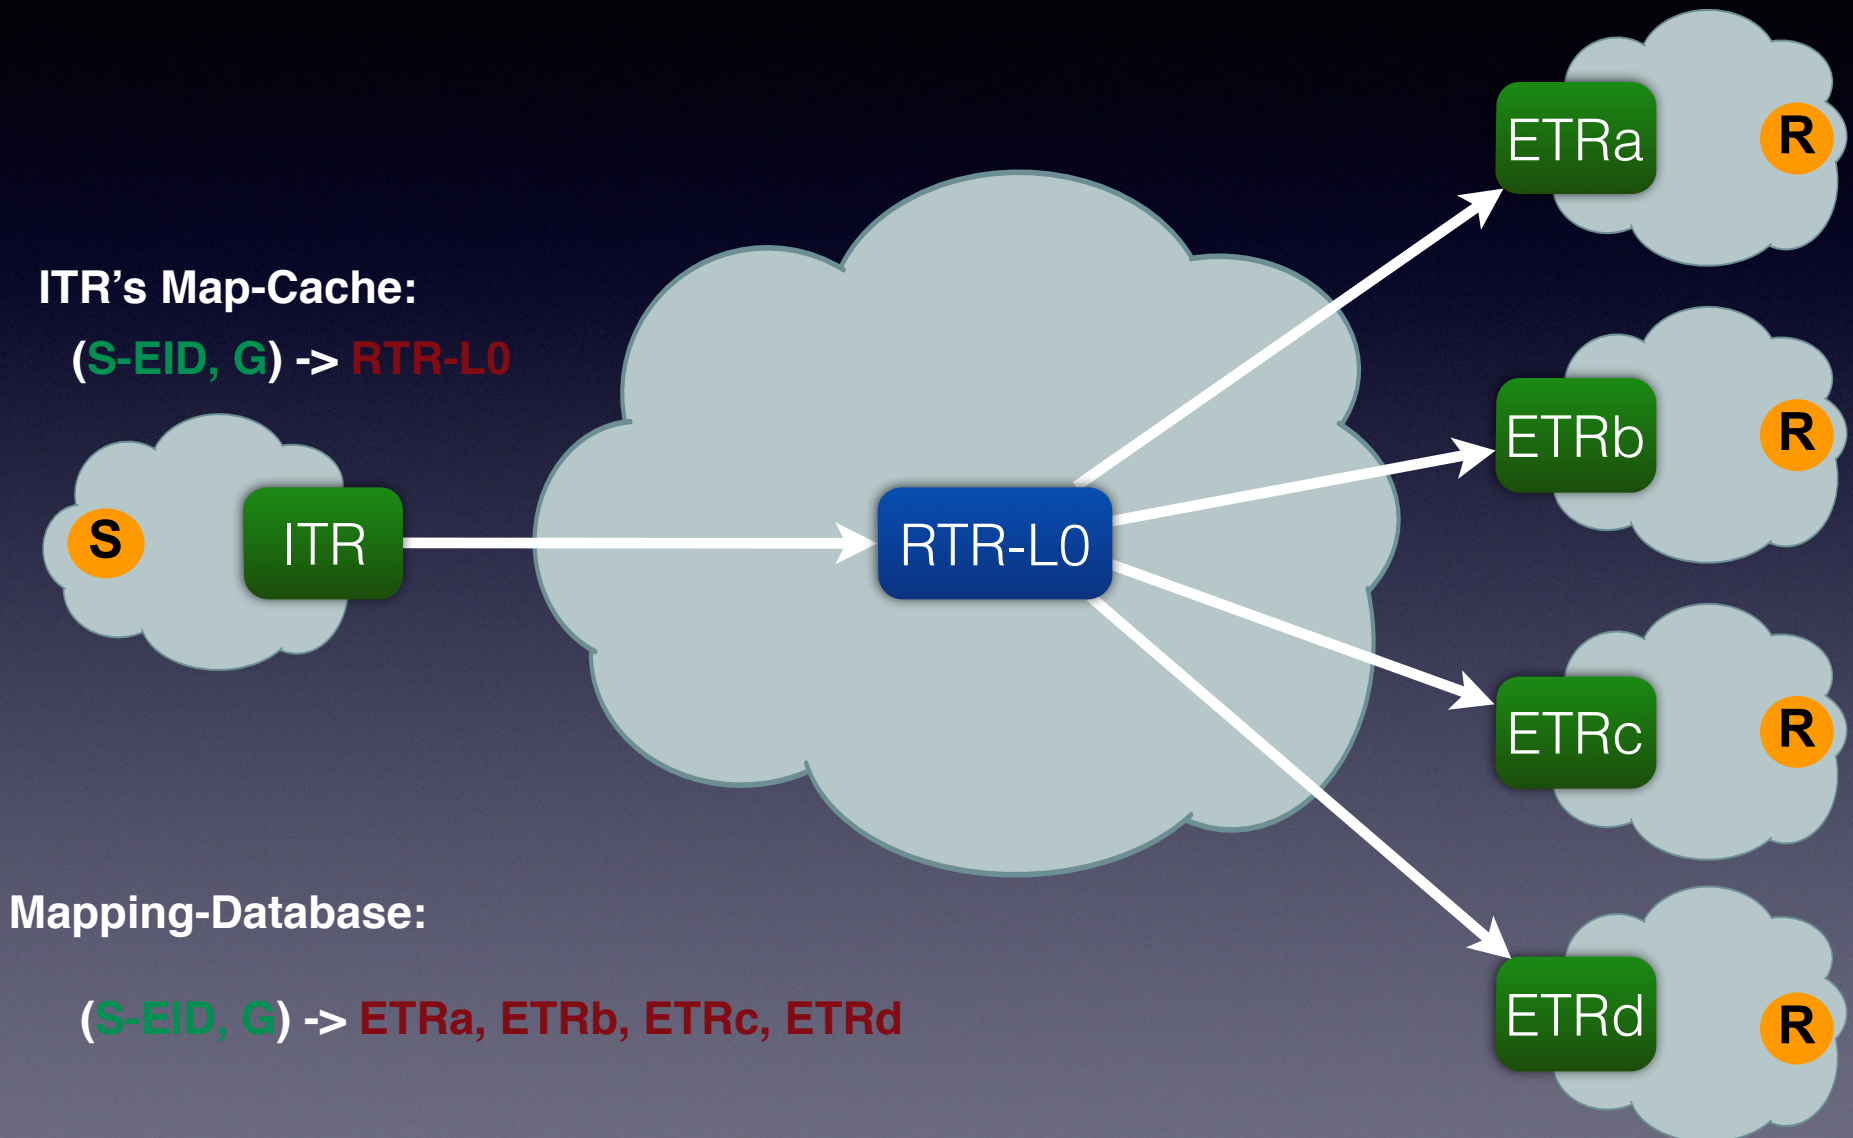 ITR’s Map-Cache:
(S-EID, G) -> RTR-L0
S
ITR
RTR-L0
ETRa
R
ETRb
R
ETRc
R
ETRd
R
Mapping-Database:
(S-EID, G) -> ETRa, ETRb, ETRc, ETRd